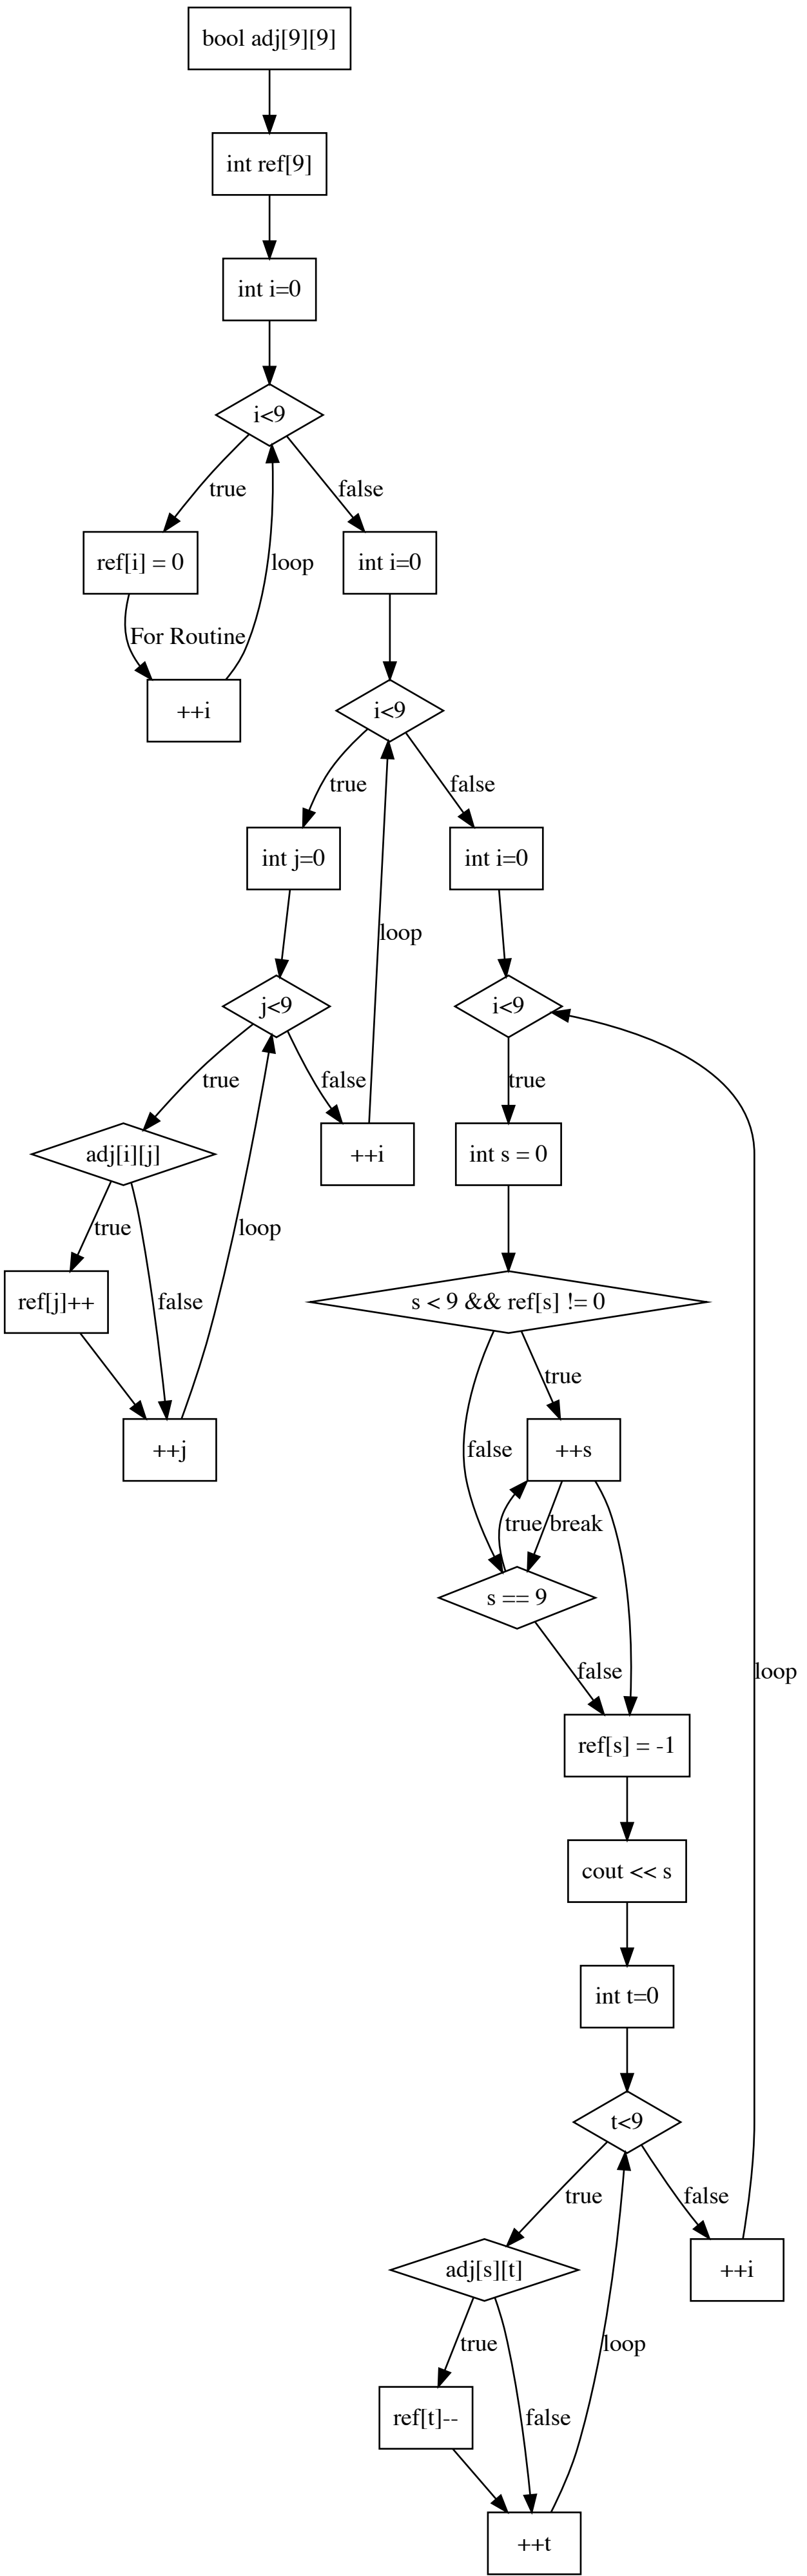 bool adj[9][9]
int ref[9]
int i=0
i<9
true
false
ref[i] = 0
loop
int i=0
For Routine
++i
i<9
true
false
int j=0
int i=0
loop
j<9
i<9
true
false
true
adj[i][j]
++i
int s = 0
true
loop
ref[j]++
false
s < 9 && ref[s] != 0
true
++j
false
++s
true
break
s == 9
false
loop
ref[s] = -1
cout << s
int t=0
t<9
true
false
adj[s][t]
++i
true
loop
ref[t]--
false
++t